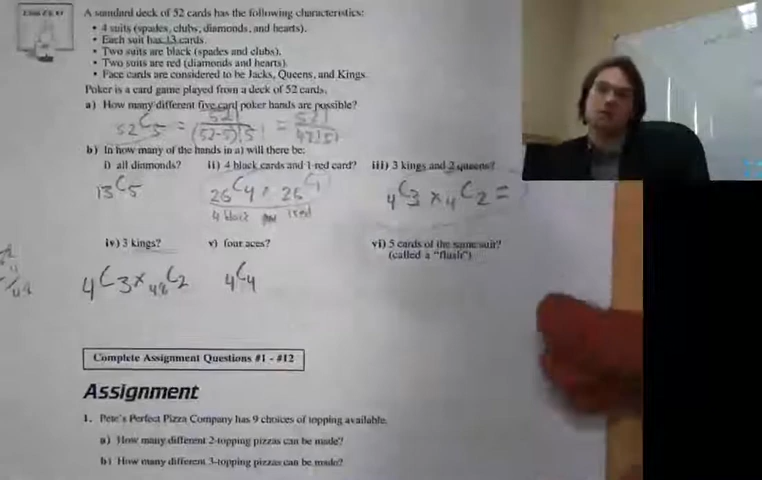 A standard deck of 52 cards has the following characteristics:
• 4 suits (spades, clubs, diamonds, and hearts).
• Each suit has 13 cards.
• Two suits are black (spades and clubs).
• Two suits are red (diamonds and hearts).
• Face cards are considered to be Jacks, Queens, and Kings.
Poker is a card game played from a deck of 52 cards.
a) How many different five card poker hands are possible?
52C5 = 52! / (52-5)!5! = 52! / 47!5!
b) In how many of the hands in a) will there be:
i) all diamonds? ii) 4 black cards and 1 red card? iii) 3 kings and 2 queens?
13C5 26C4 · 26C1 4C3 x 4C2 =
4 black 1 red
iv) 3 kings? v) four aces? vi) 5 cards of the same suit?
(called a "flush")
4C3 x 48C2 4C4
Complete Assignment Questions #1 - #12
Assignment
1. Pete's Perfect Pizza Company has 9 choices of topping available.
a) How many different 2-topping pizzas can be made?
b) How many different 3-topping pizzas can be made?